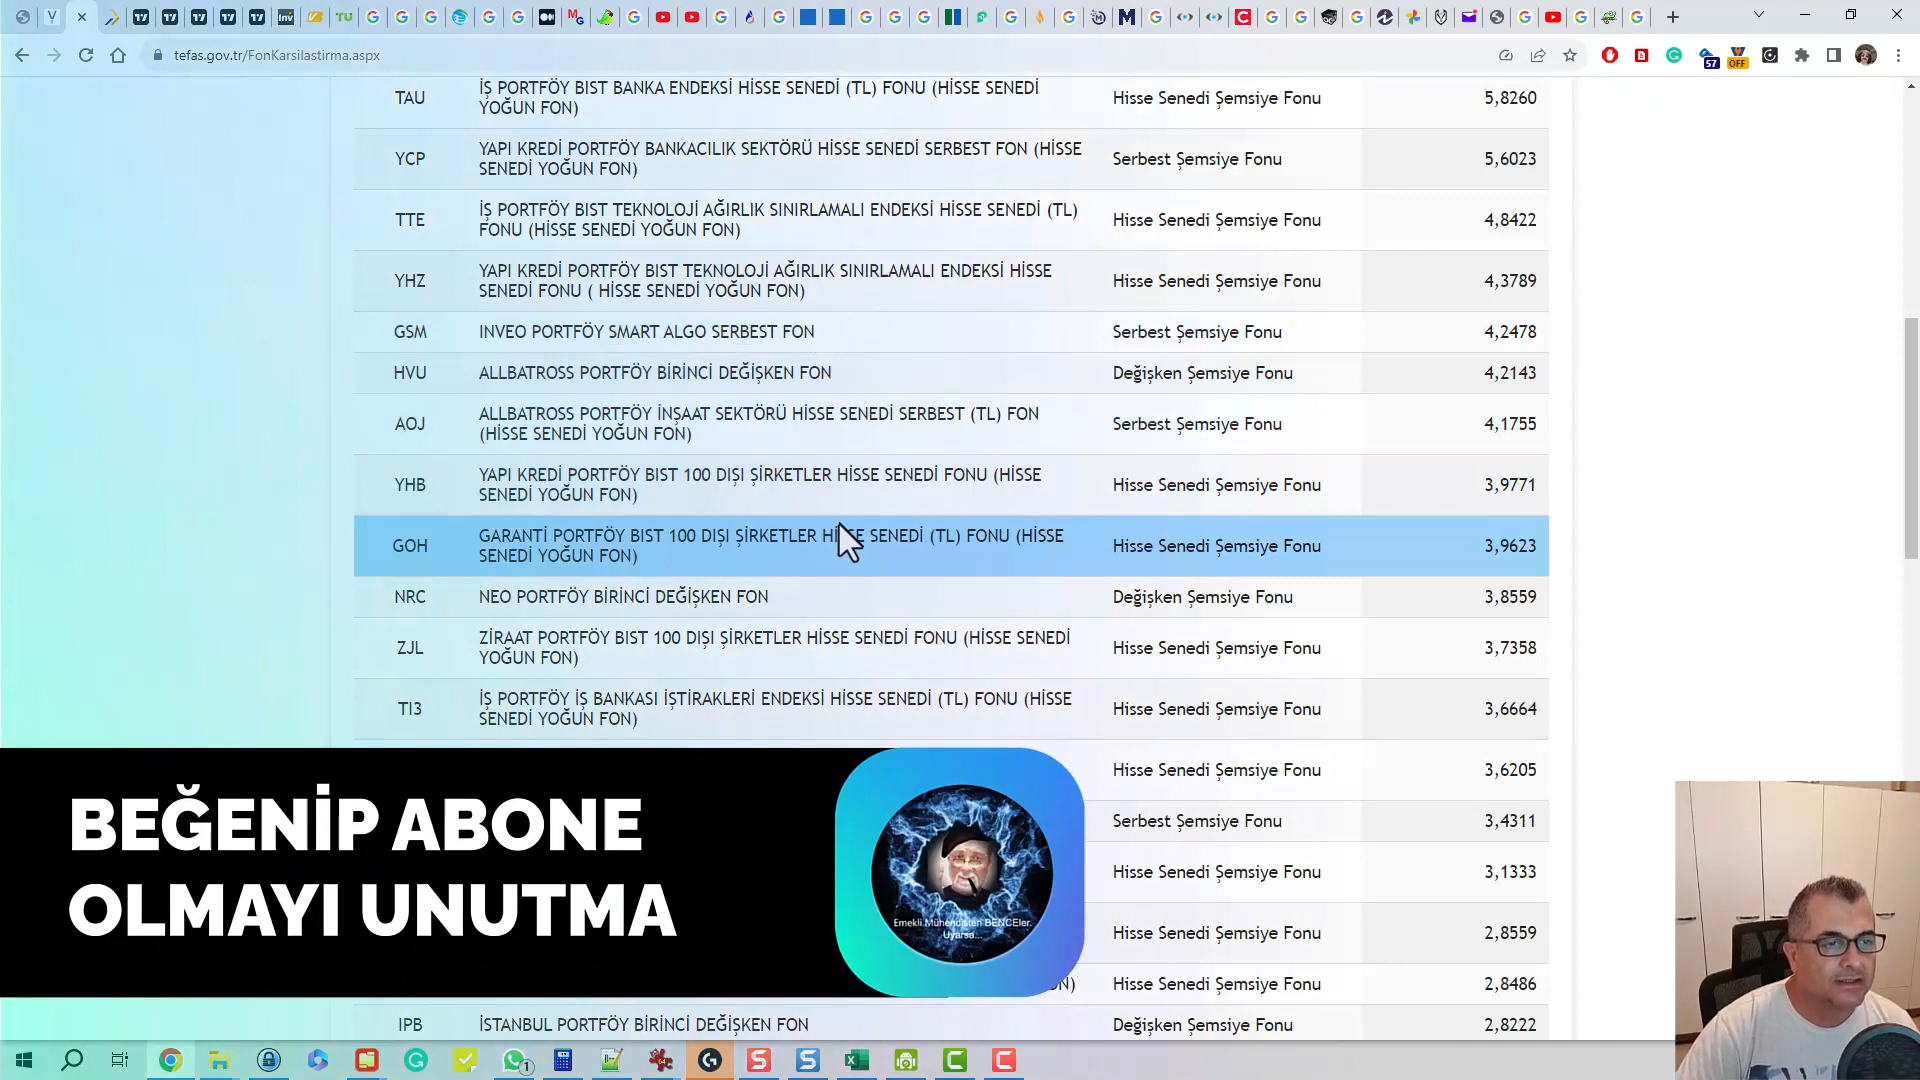 tefas.gov.tr/FonKarsilastirma.aspx
57
OFF
TAU
İŞ PORTFÖY BIST BANKA ENDEKSİ HİSSE SENEDİ (TL) FONU (HİSSE SENEDİ
YOĞUN FON)
Hisse Senedi Şemsiye Fonu
5,8260
YCP
YAPI KREDİ PORTFÖY BANKACILIK SEKTÖRÜ HİSSE SENEDİ SERBEST FON (HİSSE
SENEDİ YOĞUN FON)
Serbest Şemsiye Fonu
5,6023
TTE
İŞ PORTFÖY BIST TEKNOLOJİ AĞIRLIK SINIRLAMALI ENDEKSİ HİSSE SENEDİ (TL)
FONU (HİSSE SENEDİ YOĞUN FON)
Hisse Senedi Şemsiye Fonu
4,8422
YHZ
YAPI KREDİ PORTFÖY BIST TEKNOLOJİ AĞIRLIK SINIRLAMALI ENDEKSİ HİSSE
SENEDİ FONU ( HİSSE SENEDİ YOĞUN FON)
Hisse Senedi Şemsiye Fonu
4,3789
GSM
INVEO PORTFÖY SMART ALGO SERBEST FON
Serbest Şemsiye Fonu
4,2478
HVU
ALLBATROSS PORTFÖY BİRİNCİ DEĞİŞKEN FON
Değişken Şemsiye Fonu
4,2143
AOJ
ALLBATROSS PORTFÖY İNŞAAT SEKTÖRÜ HİSSE SENEDİ SERBEST (TL) FON
(HİSSE SENEDİ YOĞUN FON)
Serbest Şemsiye Fonu
4,1755
YHB
YAPI KREDİ PORTFÖY BIST 100 DIŞI ŞİRKETLER HİSSE SENEDİ FONU (HİSSE
SENEDİ YOĞUN FON)
Hisse Senedi Şemsiye Fonu
3,9771
GOH
GARANTİ PORTFÖY BIST 100 DIŞI ŞİRKETLER HİSSE SENEDİ (TL) FONU (HİSSE
SENEDİ YOĞUN FON)
Hisse Senedi Şemsiye Fonu
3,9623
NRC
NEO PORTFÖY BİRİNCİ DEĞİŞKEN FON
Değişken Şemsiye Fonu
3,8559
ZJL
ZİRAAT PORTFÖY BIST 100 DIŞI ŞİRKETLER HİSSE SENEDİ FONU (HİSSE SENEDİ
YOĞUN FON)
Hisse Senedi Şemsiye Fonu
3,7358
TI3
İŞ PORTFÖY İŞ BANKASI İŞTİRAKLERİ ENDEKSİ HİSSE SENEDİ (TL) FONU (HİSSE
SENEDİ YOĞUN FON)
Hisse Senedi Şemsiye Fonu
3,6664
Hisse Senedi Şemsiye Fonu
3,6205
Serbest Şemsiye Fonu
3,4311
Hisse Senedi Şemsiye Fonu
3,1333
Hisse Senedi Şemsiye Fonu
2,8559
Hisse Senedi Şemsiye Fonu
2,8486
IPB
İSTANBUL PORTFÖY BİRİNCİ DEĞİŞKEN FON
Değişken Şemsiye Fonu
2,8222
BEĞENİP ABONE
OLMAYI UNUTMA
Emekli Mühendisten BENCEler.
Uyarsa...